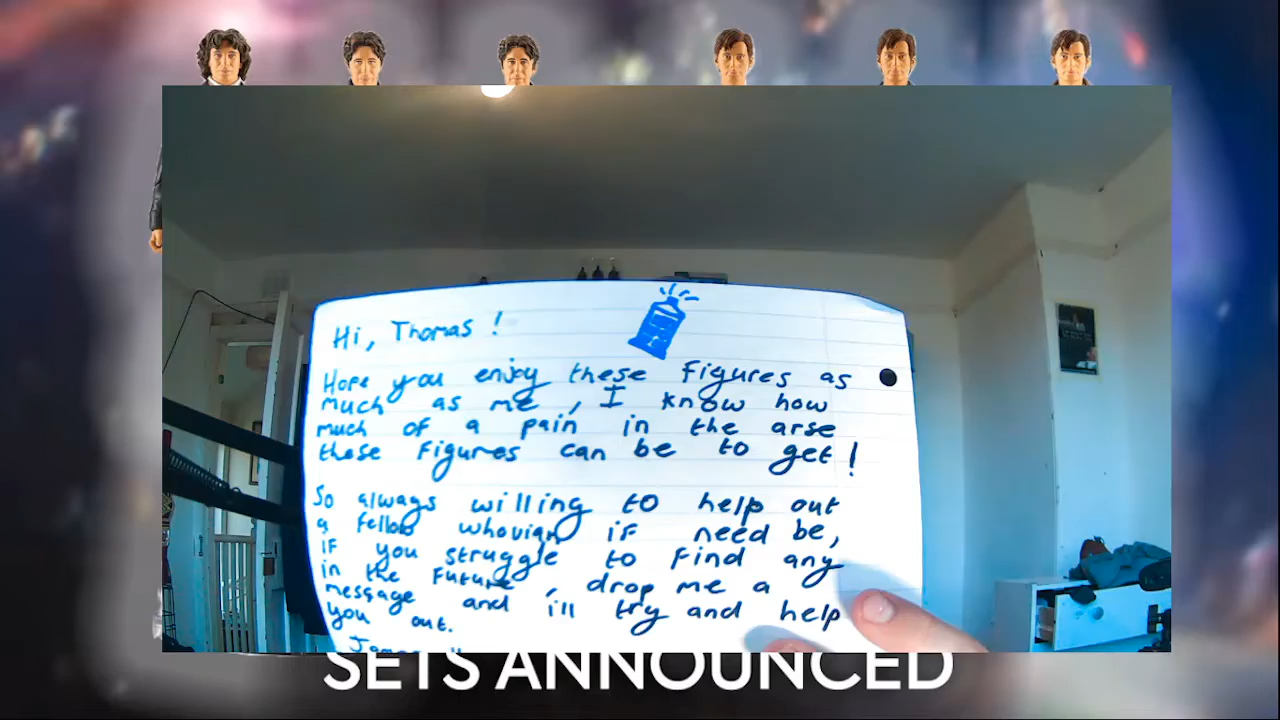 Hi, Thomas !
Hope you enjoy these figures as
much as me , I know how
much of a pain in the arse
these figures can be to get!
So always willing to help out
a fellow whovian if need be,
if you struggle to find any
in the future , drop me a
message and ill try and help
you out.
SETS ANNOUNCED